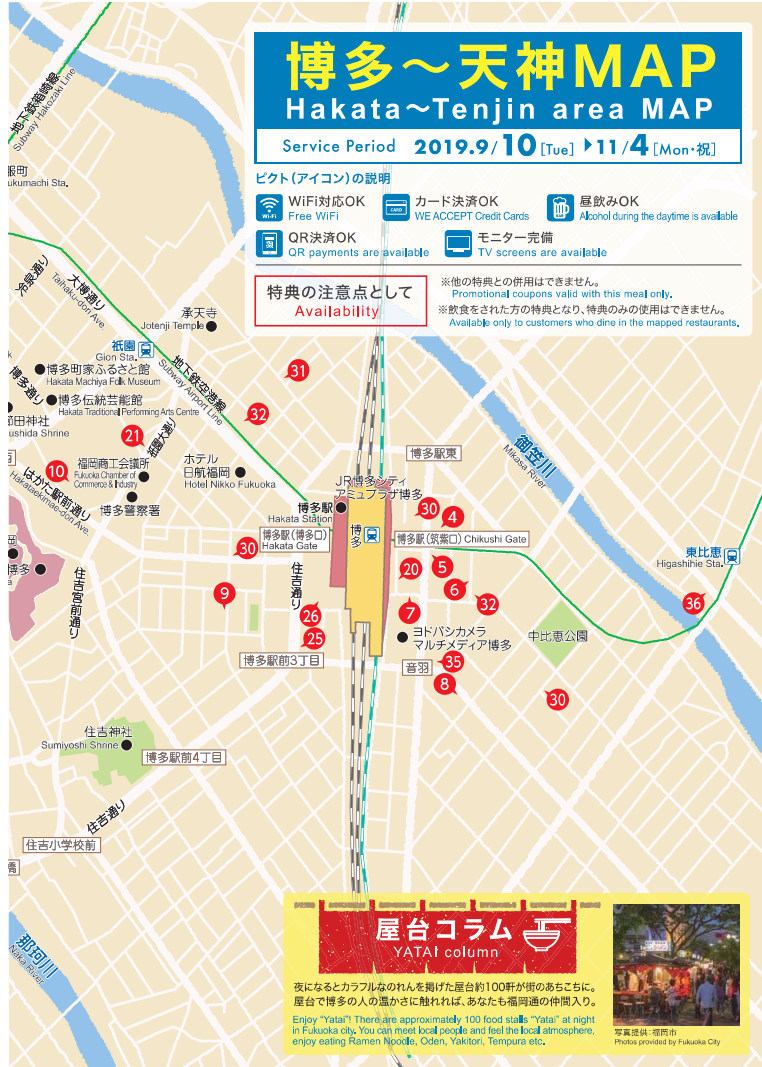 博多～天神MAP
Hakata～Tenjin area MAP
Service Period 2019.9/10[Tue]▶11/4[Mon・祝]
ピクト(アイコン)の説明
WiFi対応OK
Free WiFi
Wi-Fi
カード決済OK
WE ACCEPT Credit Cards
CARD
昼飲みOK
Alcohol during the daytime is available
QR決済OK
QR payments are available
モニター完備
TV screens are available
特典の注意点として
Availability
※他の特典との併用はできません。
Promotional coupons valid with this meal only.
※飲食をされた方の特典となり、特典のみの使用はできません。
Available only to customers who dine in the mapped restaurants.
地下鉄箱崎線
Subway Hakozaki Line
服町
ukumachi Sta.
冷泉通り
大博通り
Taihaku-don Ave.
承天寺
Jotenji Temple
祇園
Gion Sta.
地下鉄空港線
Subway Airport Line
博多町家ふるさと館
Hakata Machiya Folk Museum
博多通り
博多伝統芸能館
Hakata Traditional Performing Arts Centre
田神社
ushida Shrine
31
32
21
祇園大通り
10
はかた駅前通り
Hakataekimae-don Ave.
福岡商工会議所
Fukuoka Chamber of
Commerce & Industry
博多警察署
ホテル
日航福岡
Hotel Nikko Fukuoka
博多駅東
御笠川
Mikasa River
JR博多シティ
アミュプラザ博多
博多駅
Hakata Station
博多
30
4
博多駅(博多口)
Hakata Gate
博多駅(筑紫口) Chikushi Gate
30
東比恵
Higashihie Sta.
博多
住吉宮前通り
住吉通り
9
26
25
20
5
6
32
7
36
ヨドバシカメラ
マルチメディア博多
中比恵公園
博多駅前3丁目
音羽
35
8
30
住吉神社
Sumiyoshi Shrine
博多駅前4丁目
住吉通り
住吉小学校前
橋
那珂川
Naka River
屋台コラム
YATAI column
夜になるとカラフルなのれんを掲げた屋台約100軒が街のあちこちに。
屋台で博多の人の温かさに触れれば、あなたも福岡通の仲間入り。
Enjoy "Yatai"! There are approximately 100 food stalls "Yatai" at night
in Fukuoka city. You can meet local people and feel the local atmosphere,
enjoy eating Ramen Noodle, Oden, Yakitori, Tempura etc.
写真提供:福岡市
Photos provided by Fukuoka City